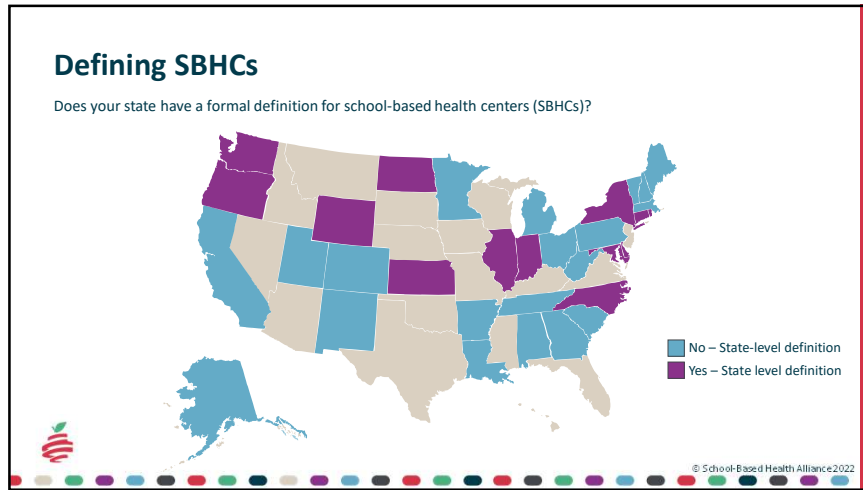 Defining SBHCs
Does your state have a formal definition for school-based health centers (SBHCs)?
No – State-level definition
Yes – State level definition
© School-Based Health Alliance 2022